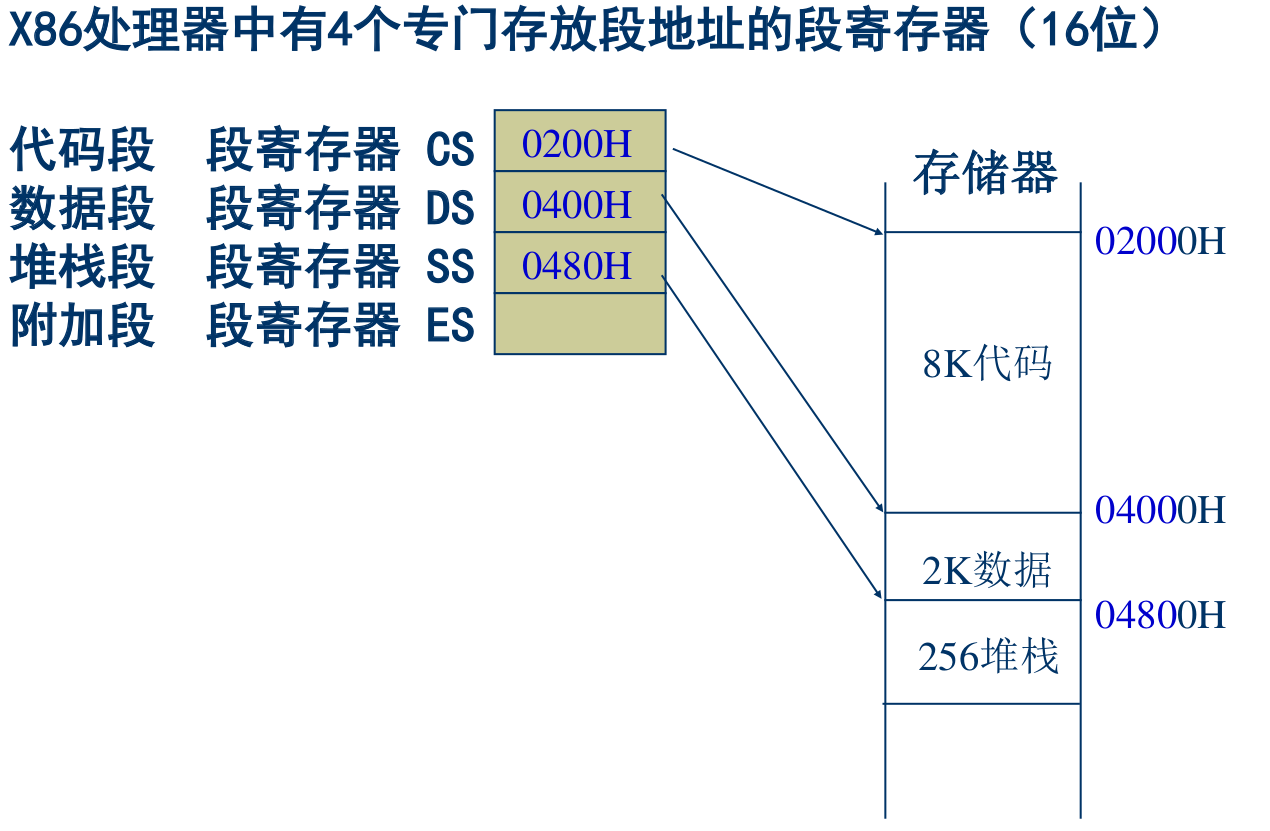 X86处理器中有4个专门存放段地址的段寄存器（16位）
代码段 段寄存器 CS 0200H
数据段 段寄存器 DS 0400H
堆栈段 段寄存器 SS 0480H
附加段 段寄存器 ES
存储器
02000H
8K代码
04000H
2K数据
04800H
256堆栈